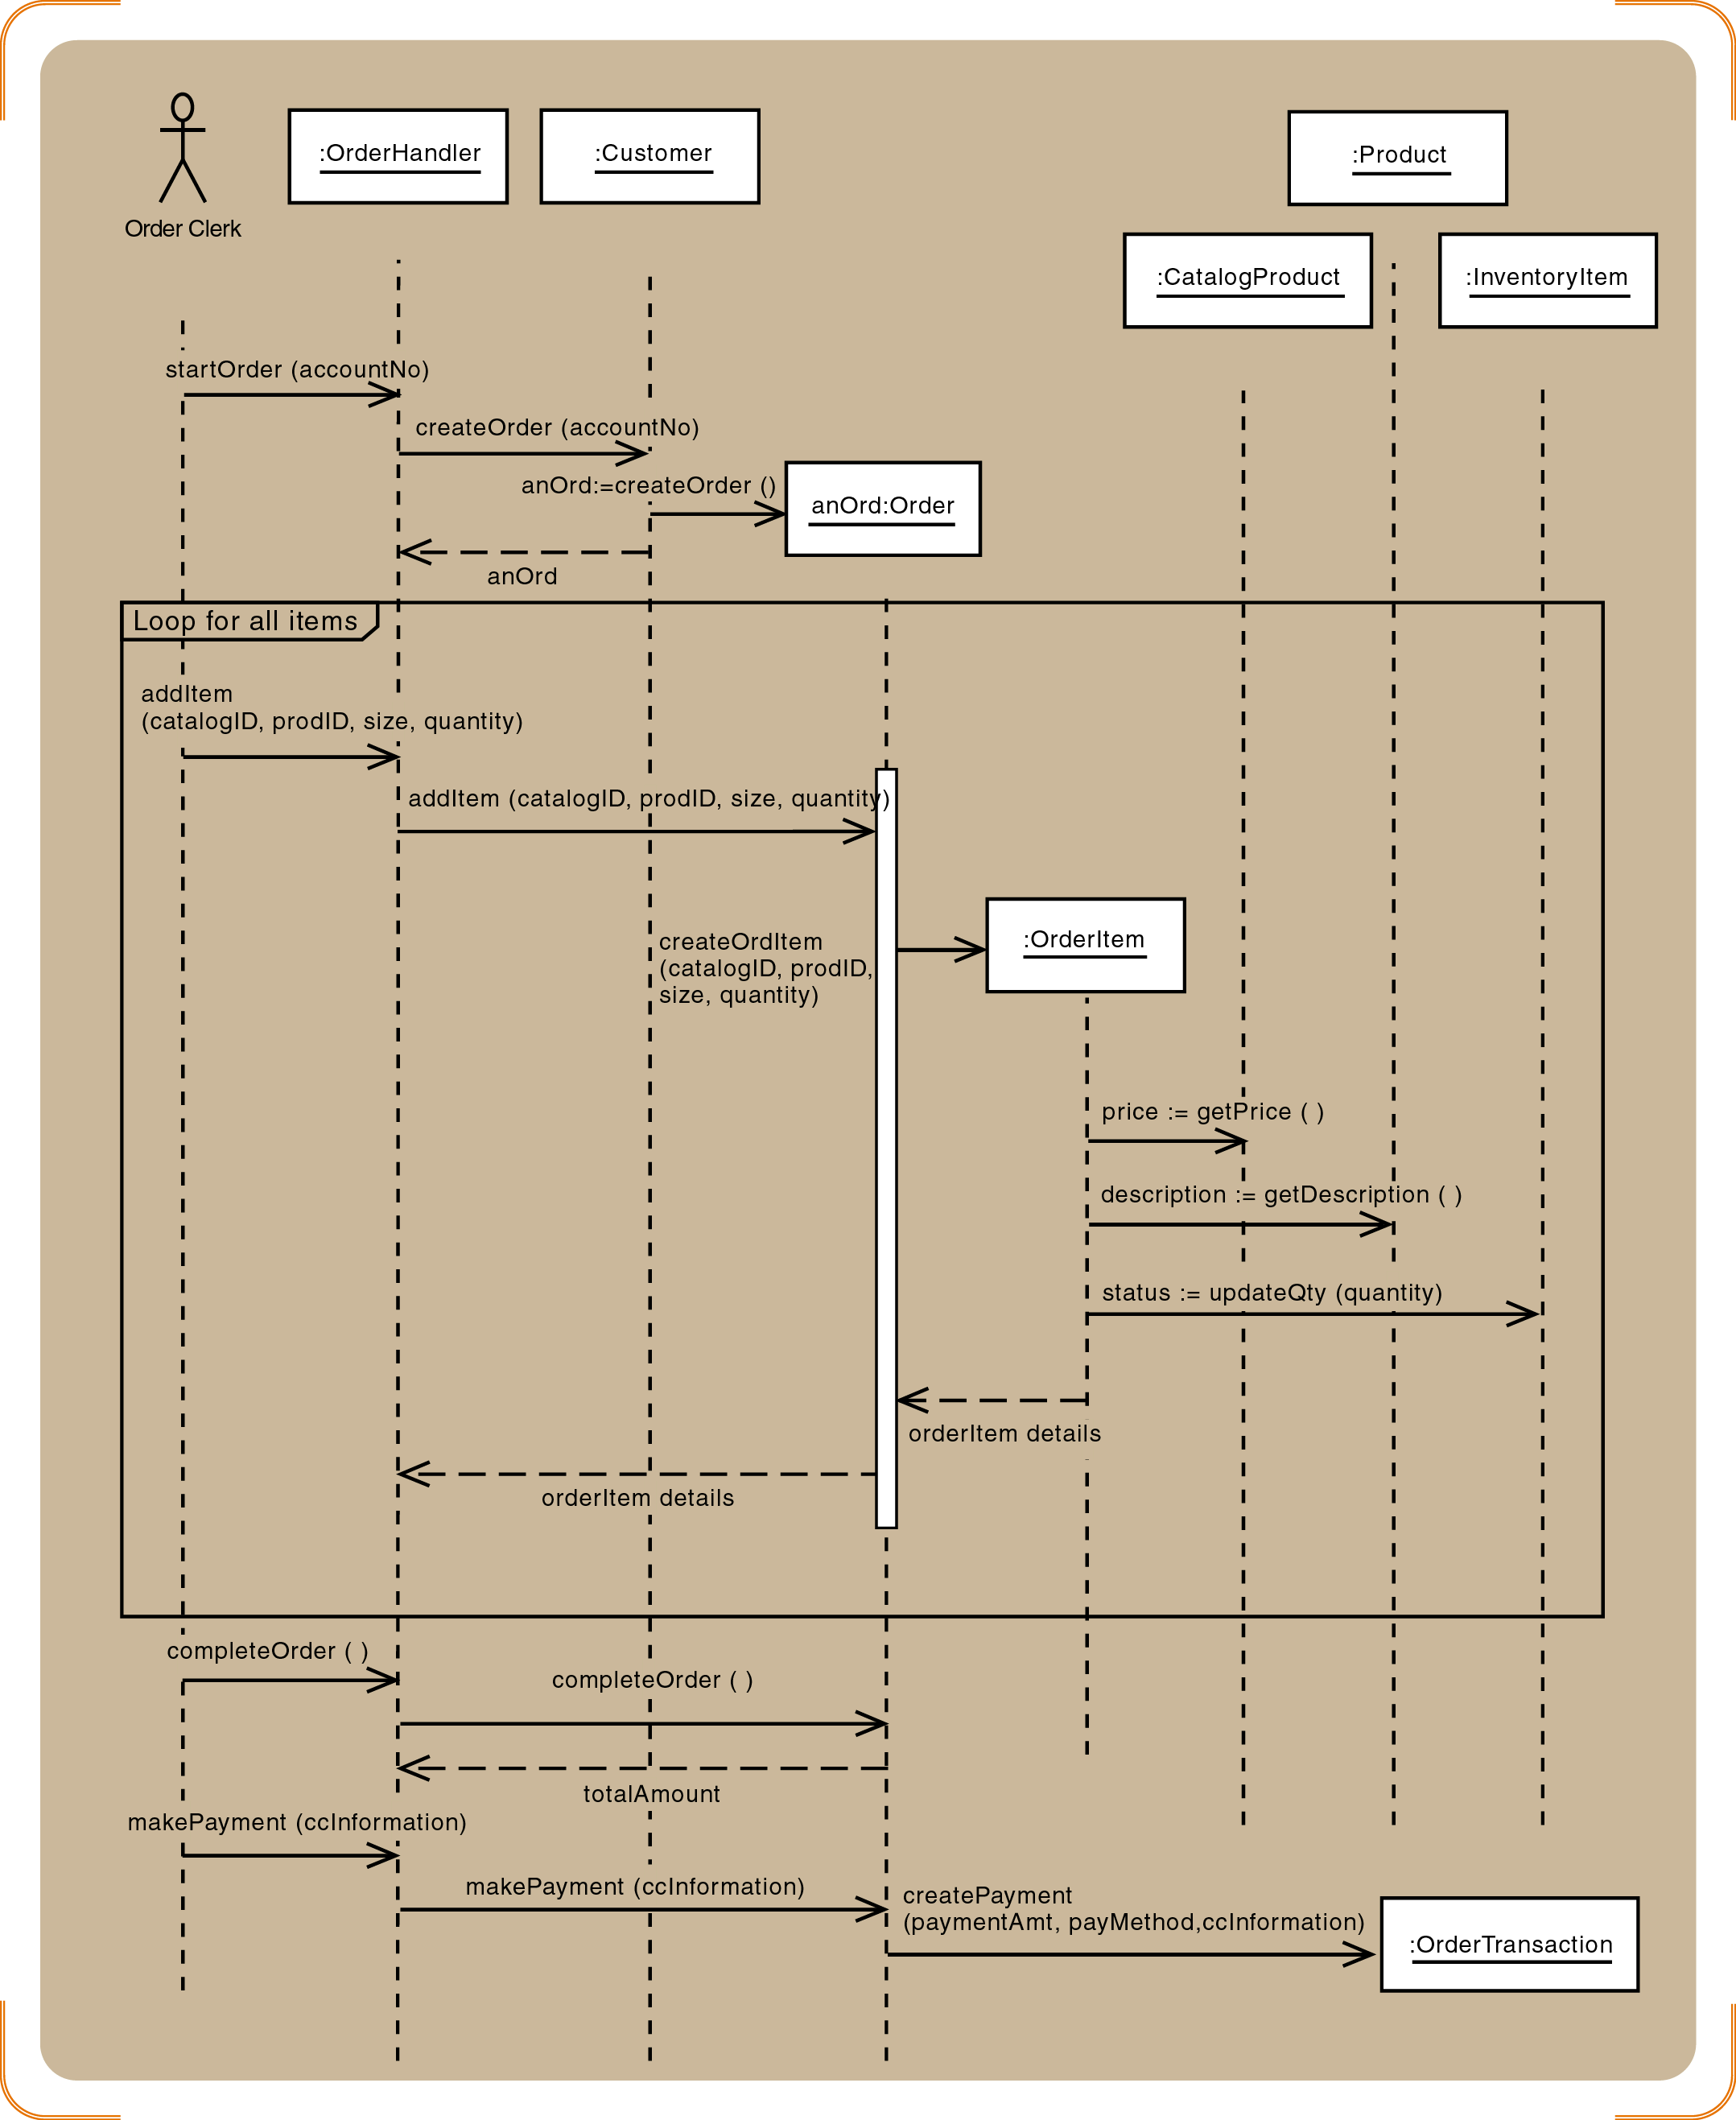 Order Clerk
:OrderHandler
:Customer
:Product
:CatalogProduct
:InventoryItem
startOrder (accountNo)
createOrder (accountNo)
anOrd:=createOrder ()
anOrd:Order
anOrd
Loop for all items
addItem
(catalogID, prodID, size, quantity)
addItem (catalogID, prodID, size, quantity)
createOrdItem
(catalogID, prodID,
size, quantity)
:OrderItem
price := getPrice ( )
description := getDescription ( )
status := updateQty (quantity)
orderItem details
orderItem details
completeOrder ( )
completeOrder ( )
totalAmount
makePayment (ccInformation)
makePayment (ccInformation)
createPayment
(paymentAmt, payMethod,ccInformation)
:OrderTransaction